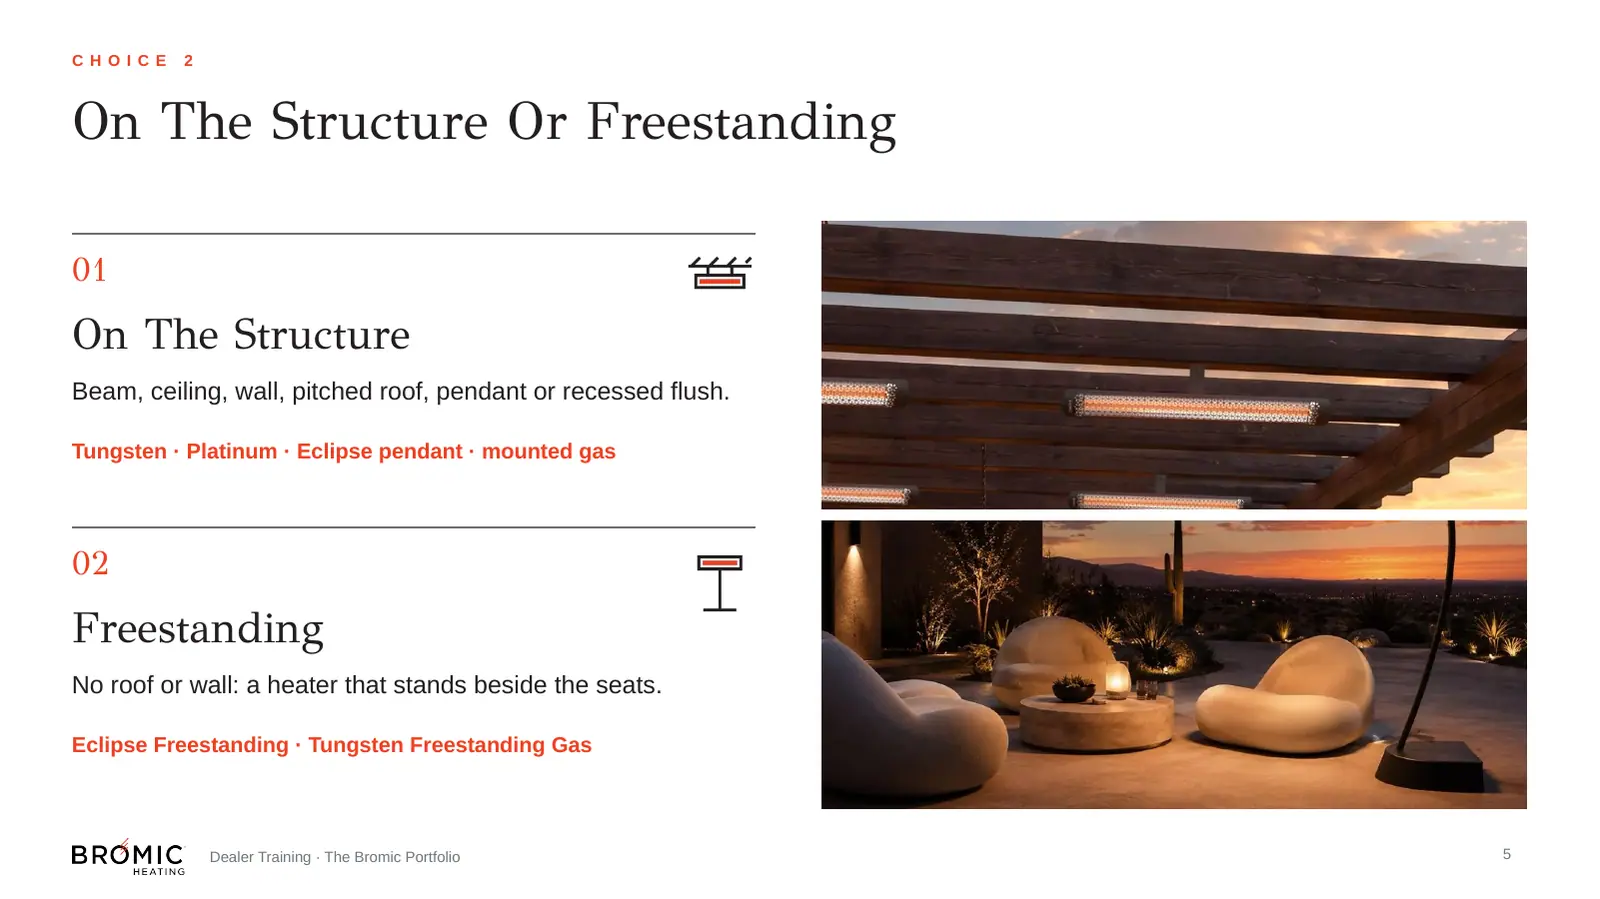 CHOICE 2
On The Structure Or Freestanding
01
On The Structure
Beam, ceiling, wall, pitched roof, pendant or recessed flush.
Tungsten · Platinum · Eclipse pendant · mounted gas
02
Freestanding
No roof or wall: a heater that stands beside the seats.
Eclipse Freestanding · Tungsten Freestanding Gas
BROMIC
HEATING
Dealer Training · The Bromic Portfolio
5